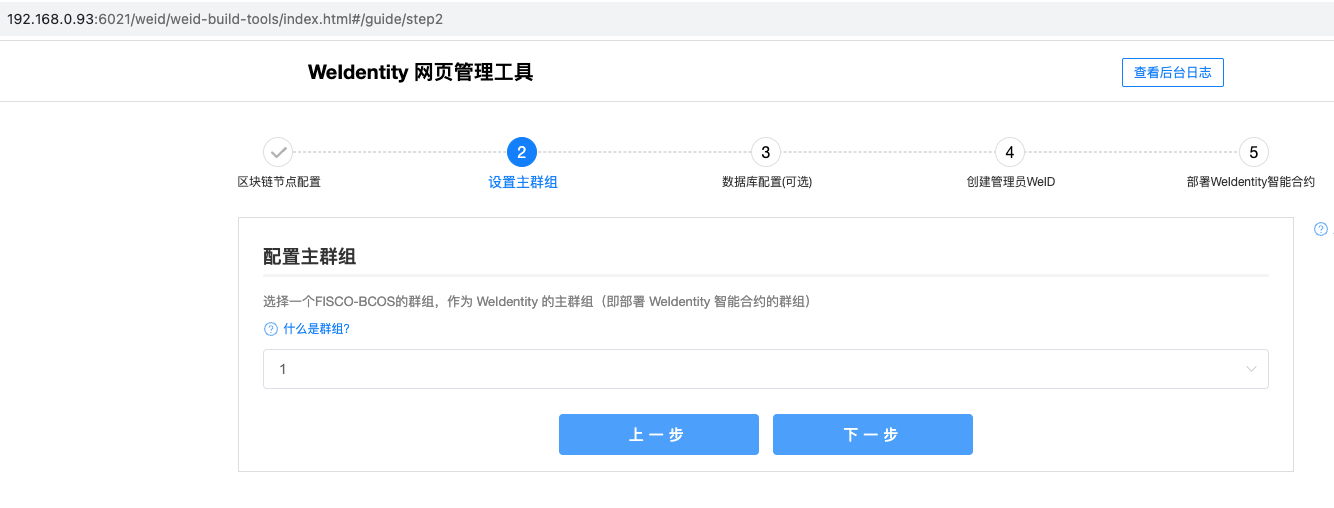 192.168.0.93:6021/weid/weid-build-tools/index.html#/guide/step2
WeIdentity 网页管理工具
查看后台日志
2
3
4
5
区块链节点配置
设置主群组
数据库配置(可选)
创建管理员WeID
部署WeIdentity智能合约
?
配置主群组
选择一个FISCO-BCOS的群组，作为 WeIdentity 的主群组（即部署 WeIdentity 智能合约的群组）
? 什么是群组?
1
上一步
下一步